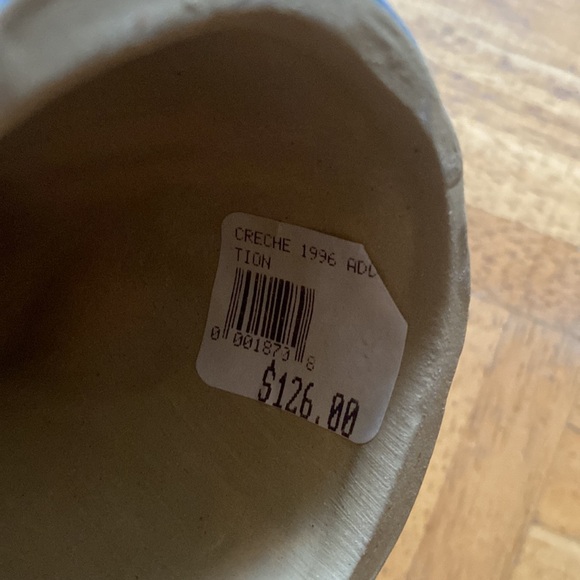 CRECHE 1996 ADD
TION
0 001873 8
$126.00